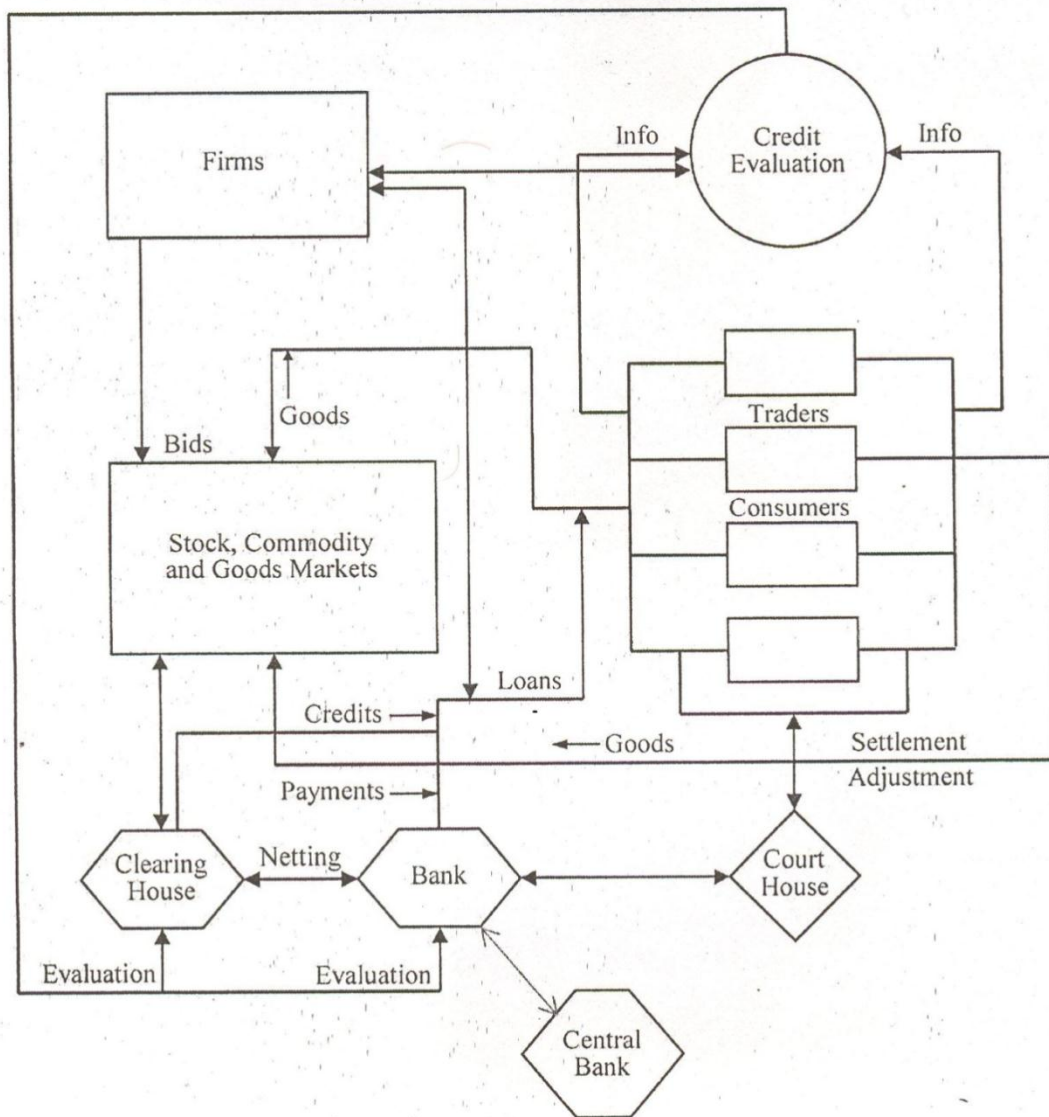 Info
Credit
Evaluation
Info
Firms
Goods
Traders
Bids
Consumers
Stock, Commodity
and Goods Markets
Loans
Credits
Goods
Settlement
Payments
Adjustment
Clearing
House
Netting
Bank
Court
House
Evaluation
Evaluation
Central
Bank